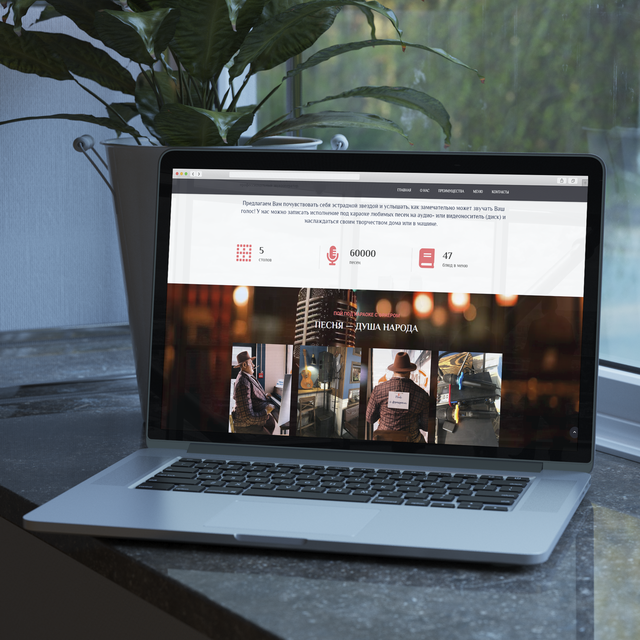 ГЛАВНАЯ О НАС ПРЕИМУЩЕСТВА МЕНЮ КОНТАКТЫ
Предлагаем Вам почувствовать себя эстрадной звездой и услышать, как замечательно может звучать Ваш
голос! У нас можно записать исполнение под караоке любимых песен на аудио- или видеоноситель (диск) и
наслаждаться своим творчеством дома или в машине.
5
столов
60000
песен
47
блюд в меню
ПЕСНЯ — ДУША НАРОДА